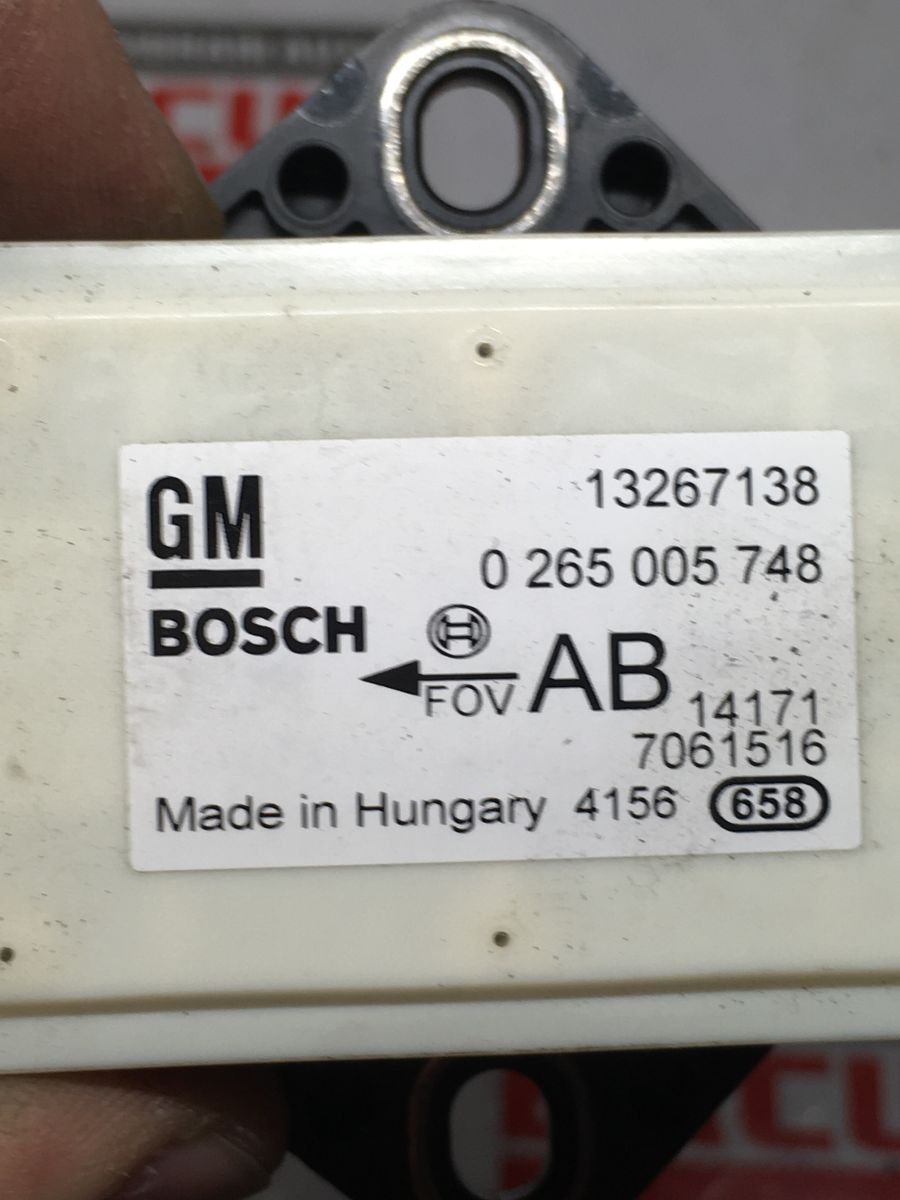 GM
13267138
0 265 005 748
BOSCH
FOV
AB
14171
7061516
Made in Hungary 4156 658